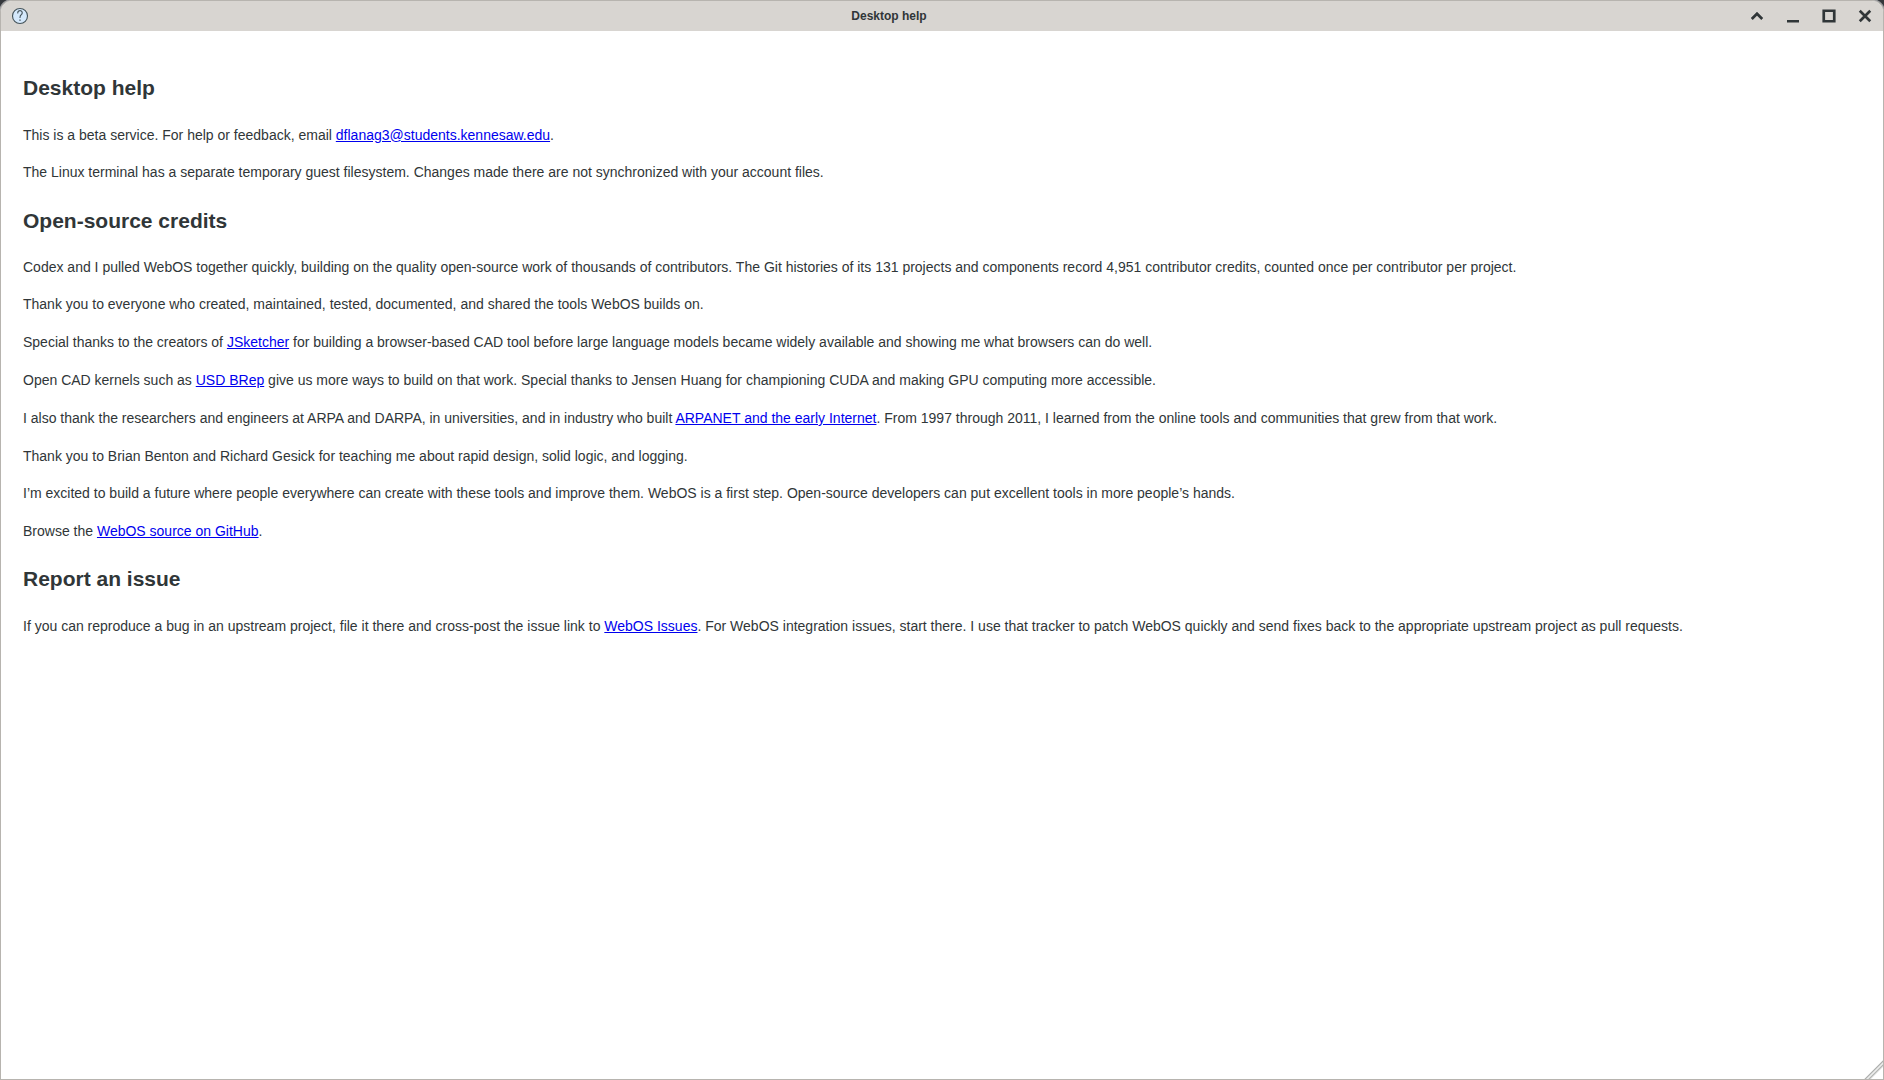 Desktop help
Desktop help
This is a beta service. For help or feedback, email dflanag3@students.kennesaw.edu.
The Linux terminal has a separate temporary guest filesystem. Changes made there are not synchronized with your account files.
Open-source credits
Codex and I pulled WebOS together quickly, building on the quality open-source work of thousands of contributors. The Git histories of its 131 projects and components record 4,951 contributor credits, counted once per contributor per project.
Thank you to everyone who created, maintained, tested, documented, and shared the tools WebOS builds on.
Special thanks to the creators of JSketcher for building a browser-based CAD tool before large language models became widely available and showing me what browsers can do well.
Open CAD kernels such as USD BRep give us more ways to build on that work. Special thanks to Jensen Huang for championing CUDA and making GPU computing more accessible.
I also thank the researchers and engineers at ARPA and DARPA, in universities, and in industry who built ARPANET and the early Internet. From 1997 through 2011, I learned from the online tools and communities that grew from that work.
Thank you to Brian Benton and Richard Gesick for teaching me about rapid design, solid logic, and logging.
I’m excited to build a future where people everywhere can create with these tools and improve them. WebOS is a first step. Open-source developers can put excellent tools in more people’s hands.
Browse the WebOS source on GitHub.
Report an issue
If you can reproduce a bug in an upstream project, file it there and cross-post the issue link to WebOS Issues. For WebOS integration issues, start there. I use that tracker to patch WebOS quickly and send fixes back to the appropriate upstream project as pull requests.